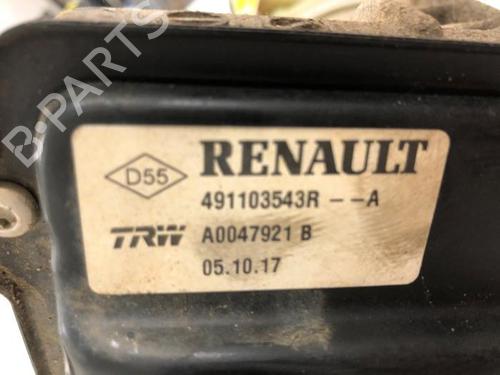 B-PARTS
D55 RENAULT
491103543R --A
TRW A0047921 B
05.10.17